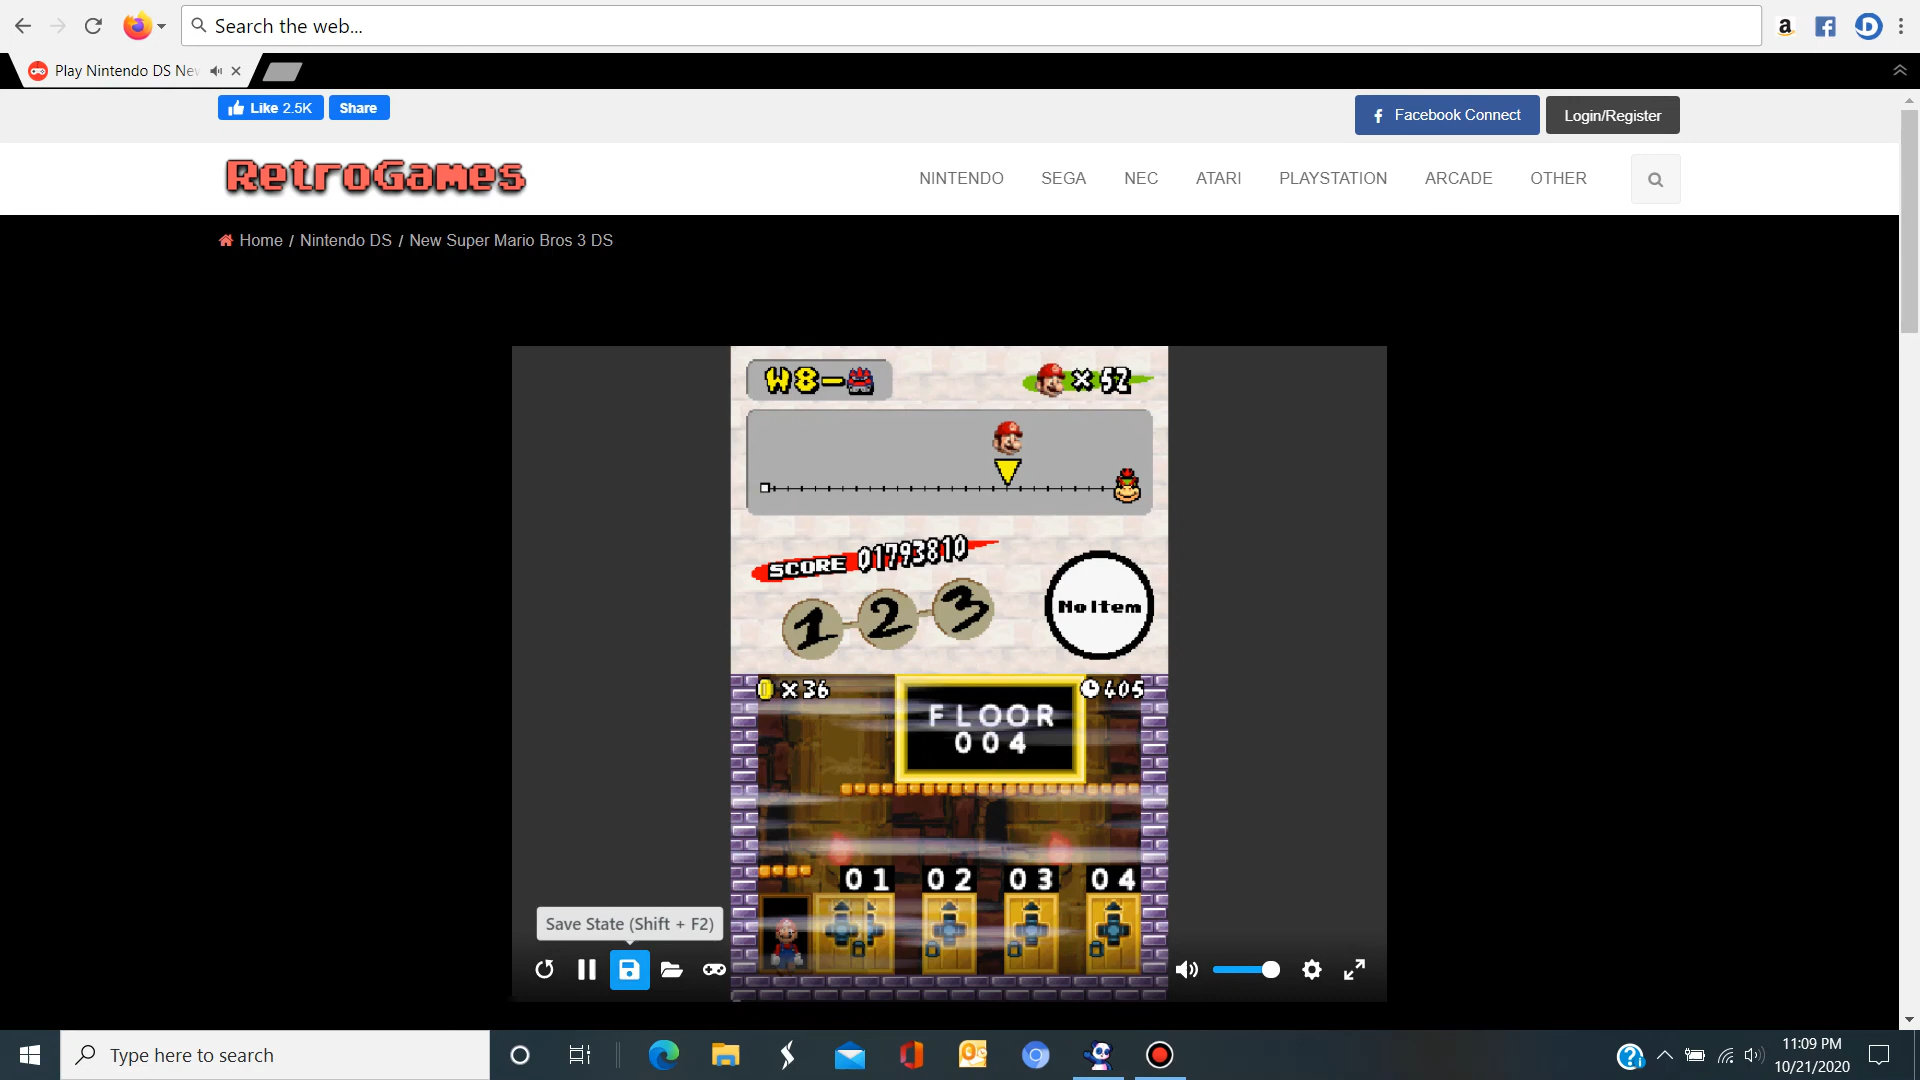 Search the web...
Play Nintendo DS Nev
Like 2.5K
Share
Facebook Connect
Login/Register
RetroGames
NINTENDO
SEGA
NEC
ATARI
PLAYSTATION
ARCADE
OTHER
Home / Nintendo DS / New Super Mario Bros 3 DS
W8-
× 52
SCORE 01793810
1 2 3
No Item
×36
405
FLOOR
004
01 02 03 04
Save State (Shift + F2)
Type here to search
11:09 PM
10/21/2020